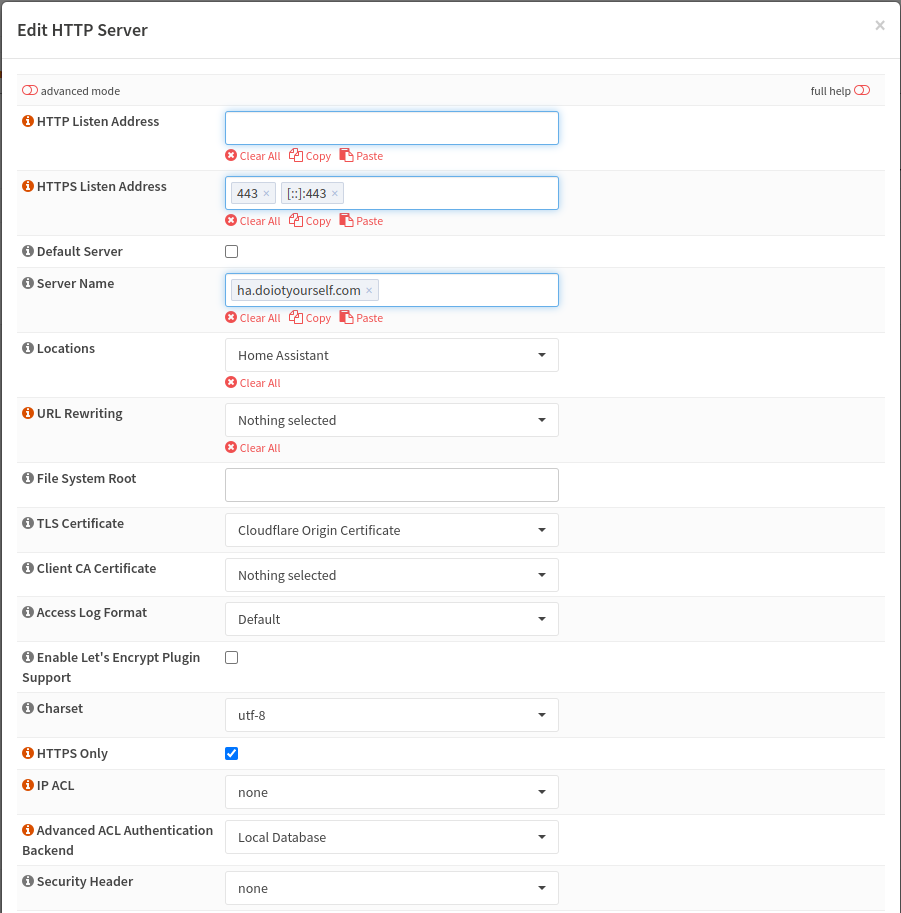 Edit HTTP Server ×
advanced mode full help
HTTP Listen Address
Clear All Copy Paste
HTTPS Listen Address 443 × [::]:443 ×
Clear All Copy Paste
Default Server
Server Name ha.doiotyourself.com ×
Clear All Copy Paste
Locations Home Assistant
Clear All
URL Rewriting Nothing selected
Clear All
File System Root
TLS Certificate Cloudflare Origin Certificate
Client CA Certificate Nothing selected
Access Log Format Default
Enable Let's Encrypt Plugin
Support
Charset utf-8
HTTPS Only
IP ACL none
Advanced ACL Authentication
Backend Local Database
Security Header none